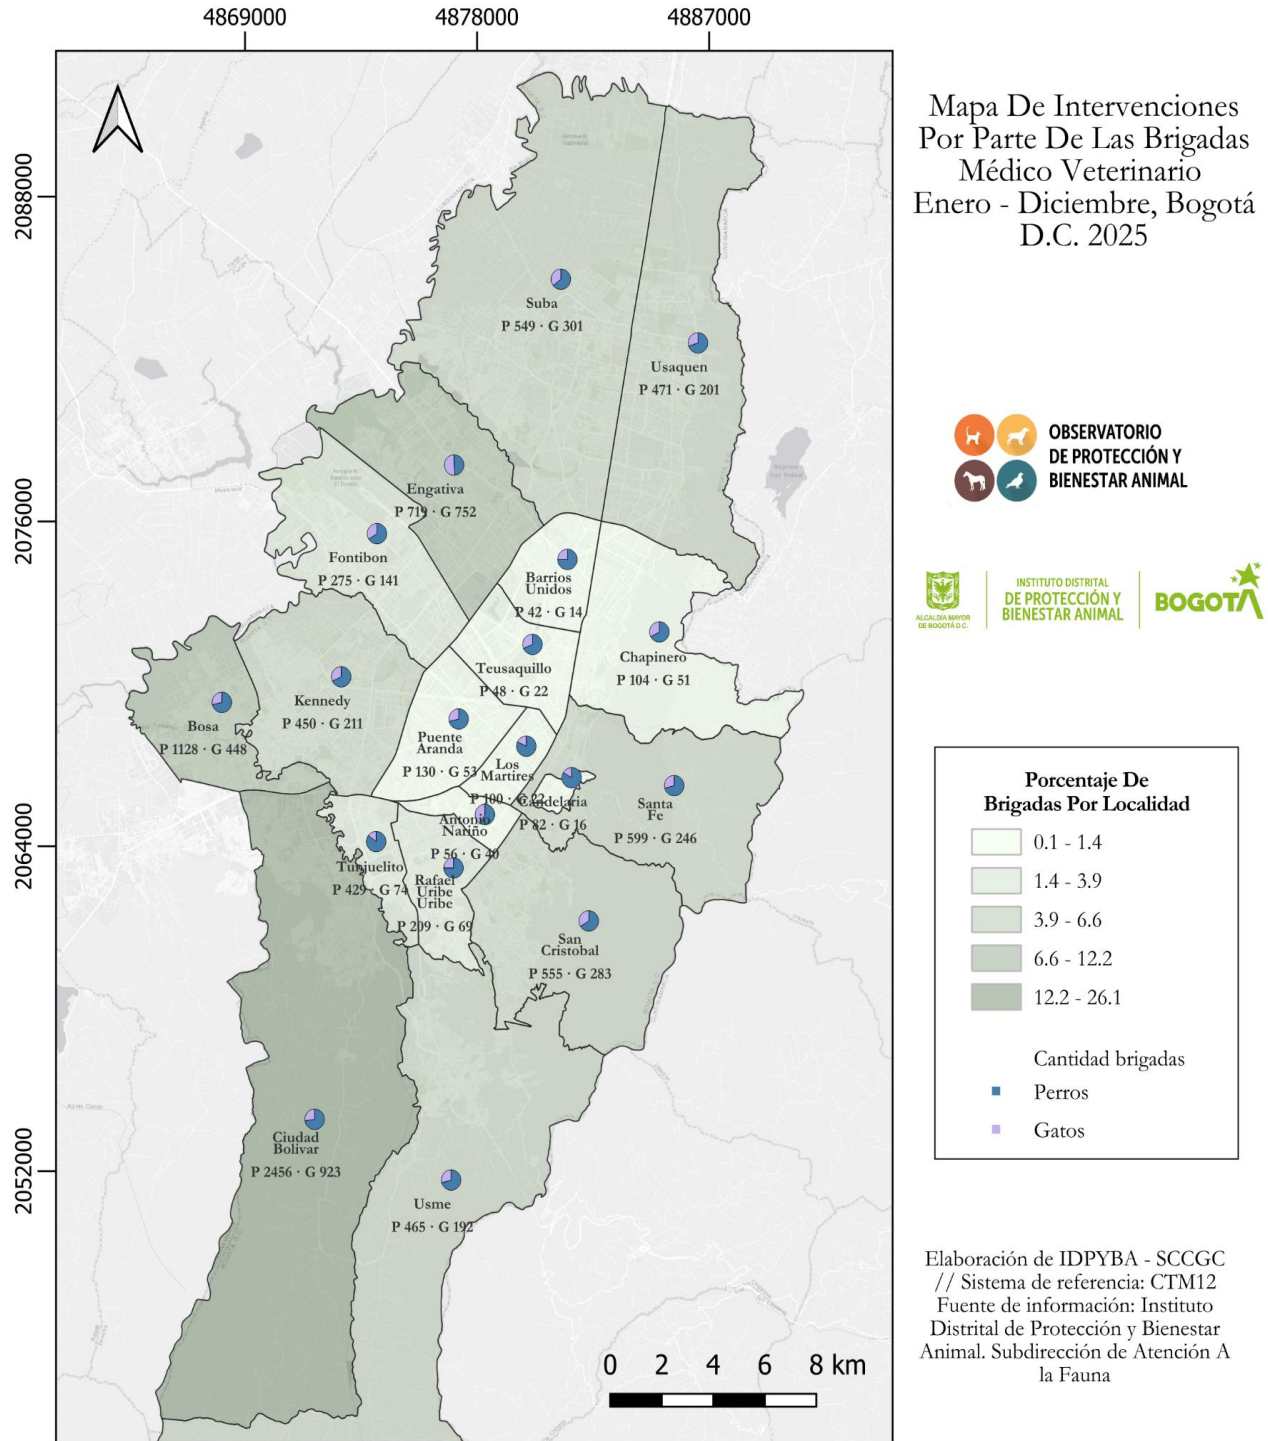 4869000
4878000
4887000
2088000
2076000
2064000
2052000
Mapa De Intervenciones
Por Parte De Las Brigadas
Médico Veterinario
Enero - Diciembre, Bogotá
D.C. 2025
Suba
P 549 · G 301
Usaquen
P 471 · G 201
Engativa
P 719 · G 752
Fontibon
P 275 · G 141
Barrios
Unidos
P 42 · G 14
Teusaquillo
P 48 · G 22
Chapinero
P 104 · G 51
Kennedy
P 450 · G 211
Bosa
P 1128 · G 448
Puente
Aranda
P 130 · G 53
Los
Martires
P 100 · G 22
Candelaria
P 82 · G 16
Santa
Fe
P 599 · G 246
Antonio
Nariño
P 56 · G 40
Tunjuelito
P 429 · G 74
Rafael
Uribe
Uribe
P 209 · G 69
San
Cristobal
P 555 · G 283
Ciudad
Bolivar
P 2456 · G 923
Usme
P 465 · G 192
0 2 4 6 8 km
OBSERVATORIO
DE PROTECCIÓN Y
BIENESTAR ANIMAL
ALCALDÍA MAYOR
DE BOGOTÁ D.C.
INSTITUTO DISTRITAL
DE PROTECCIÓN Y
BIENESTAR ANIMAL
BOGOTÁ
Porcentaje De
Brigadas Por Localidad
0.1 - 1.4
1.4 - 3.9
3.9 - 6.6
6.6 - 12.2
12.2 - 26.1
Cantidad brigadas
Perros
Gatos
Elaboración de IDPYBA - SCCGC
// Sistema de referencia: CTM12
Fuente de información: Instituto
Distrital de Protección y Bienestar
Animal. Subdirección de Atención A
la Fauna